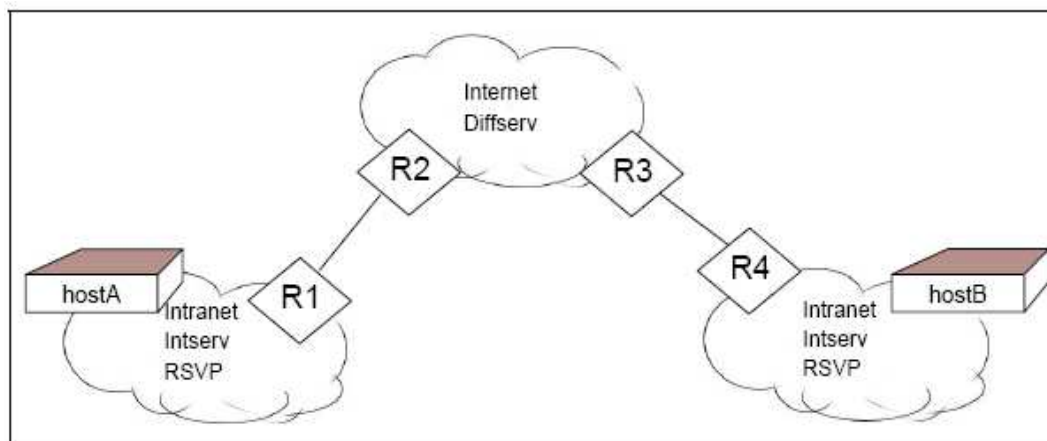 Internet
Diffserv
R2
R3
R1
R4
hostA
Intranet
Intserv
RSVP
hostB
Intranet
Intserv
RSVP